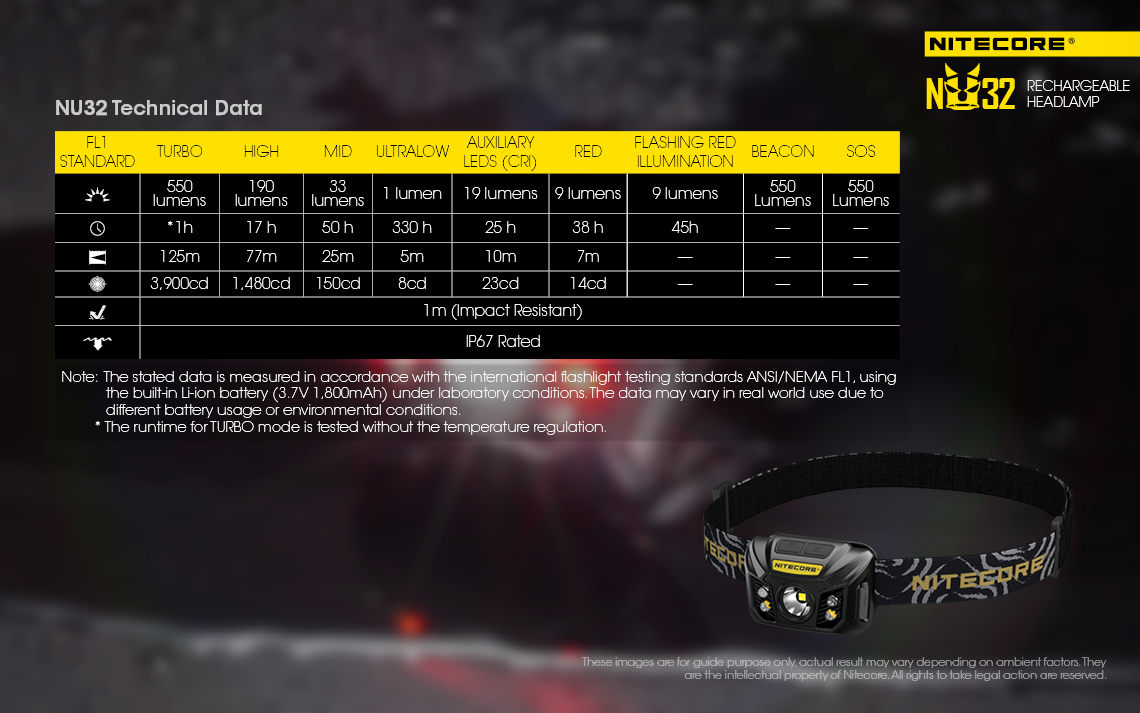 NITECORE®
NU32 RECHARGEABLE
HEADLAMP
NU32 Technical Data
FL1 STANDARD TURBO HIGH MID ULTRALOW AUXILIARY LEDS (CRI) RED FLASHING RED ILLUMINATION BEACON SOS
550 lumens 190 lumens 33 lumens 1 lumen 19 lumens 9 lumens 9 lumens 550 Lumens 550 Lumens
*1h 17 h 50 h 330 h 25 h 38 h 45h — —
125m 77m 25m 5m 10m 7m — — —
3,900cd 1,480cd 150cd 8cd 23cd 14cd — — —
1m (Impact Resistant)
IP67 Rated
Note: The stated data is measured in accordance with the international flashlight testing standards ANSI/NEMA FL1, using
the built-in Li-ion battery (3.7V 1,800mAh) under laboratory conditions. The data may vary in real world use due to
different battery usage or environmental conditions.
* The runtime for TURBO mode is tested without the temperature regulation.
NITECORE
NITECORE
NITECOR
These images are for guide purpose only, actual result may vary depending on ambient factors. They
are the intellectual property of Nitecore. All rights to take legal action are reserved.